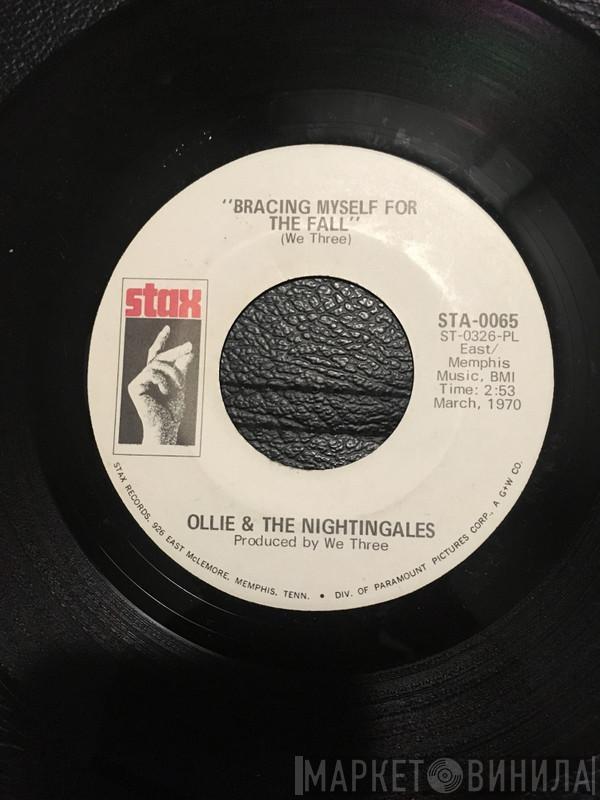 "BRACING MYSELF FOR
THE FALL"
(We Three)
stax
STA-0065
ST-0326-PL
East/
Memphis
Music, BMI
Time: 2:53
March, 1970
OLLIE & THE NIGHTINGALES
Produced by We Three
STAX RECORDS, 926 EAST McLEMORE, MEMPHIS, TENN. • DIV. OF PARAMOUNT PICTURES CORP., A G+W CO.
МАРКЕТ ВИНИЛА